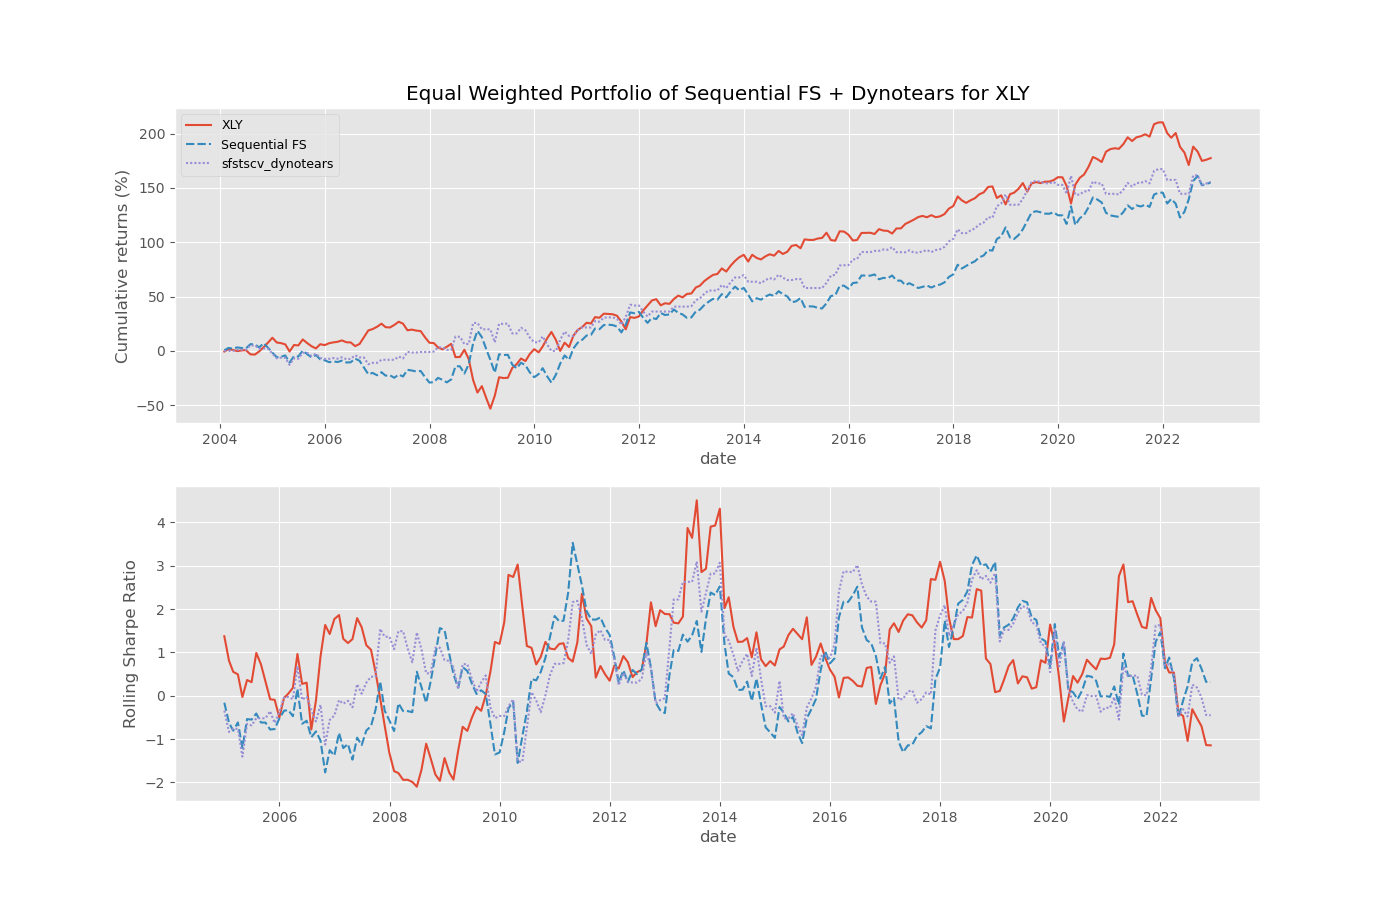 Equal Weighted Portfolio of Sequential FS + Dynotears for XLY
XLY
Sequential FS
sfstscv_dynotears
Cumulative returns (%)
200
150
100
50
0
−50
2004 2006 2008 2010 2012 2014 2016 2018 2020 2022
date
Rolling Sharpe Ratio
4
3
2
1
0
−1
−2
2006 2008 2010 2012 2014 2016 2018 2020 2022
date